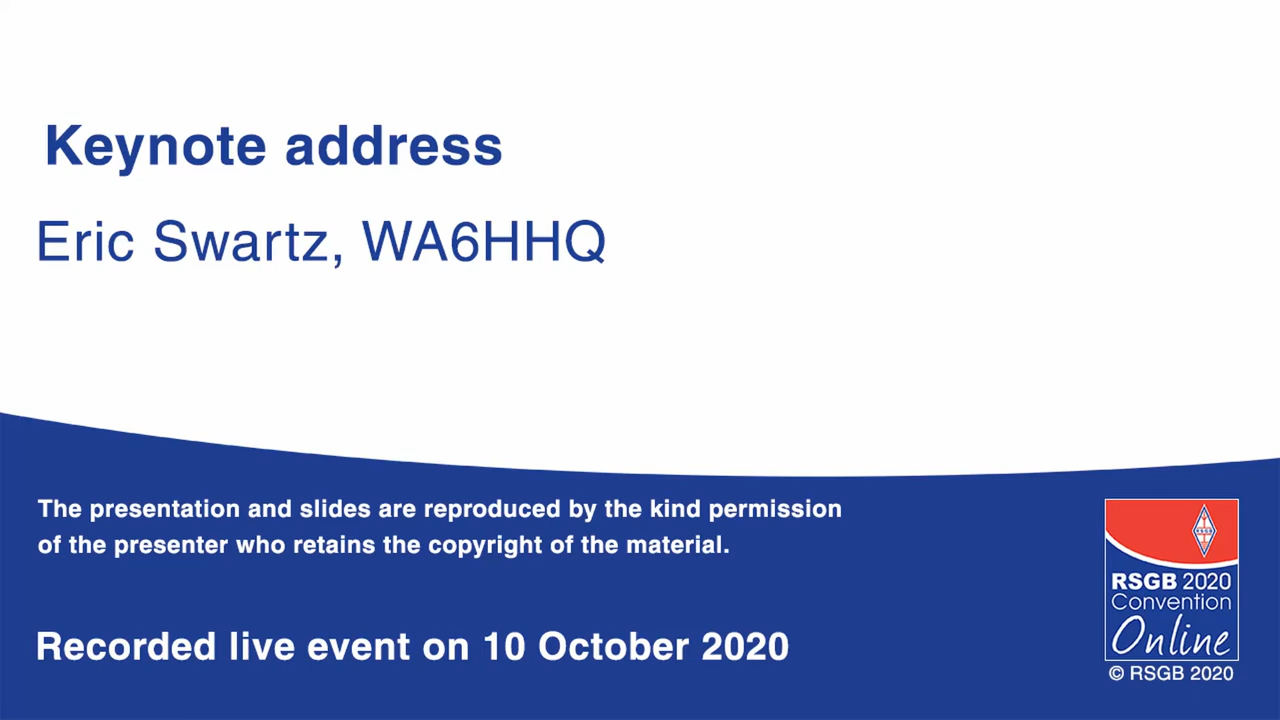 Keynote address
Eric Swartz, WA6HHQ
The presentation and slides are reproduced by the kind permission
of the presenter who retains the copyright of the material.
Recorded live event on 10 October 2020
RSGB
RSGB 2020
Convention
Online
© RSGB 2020